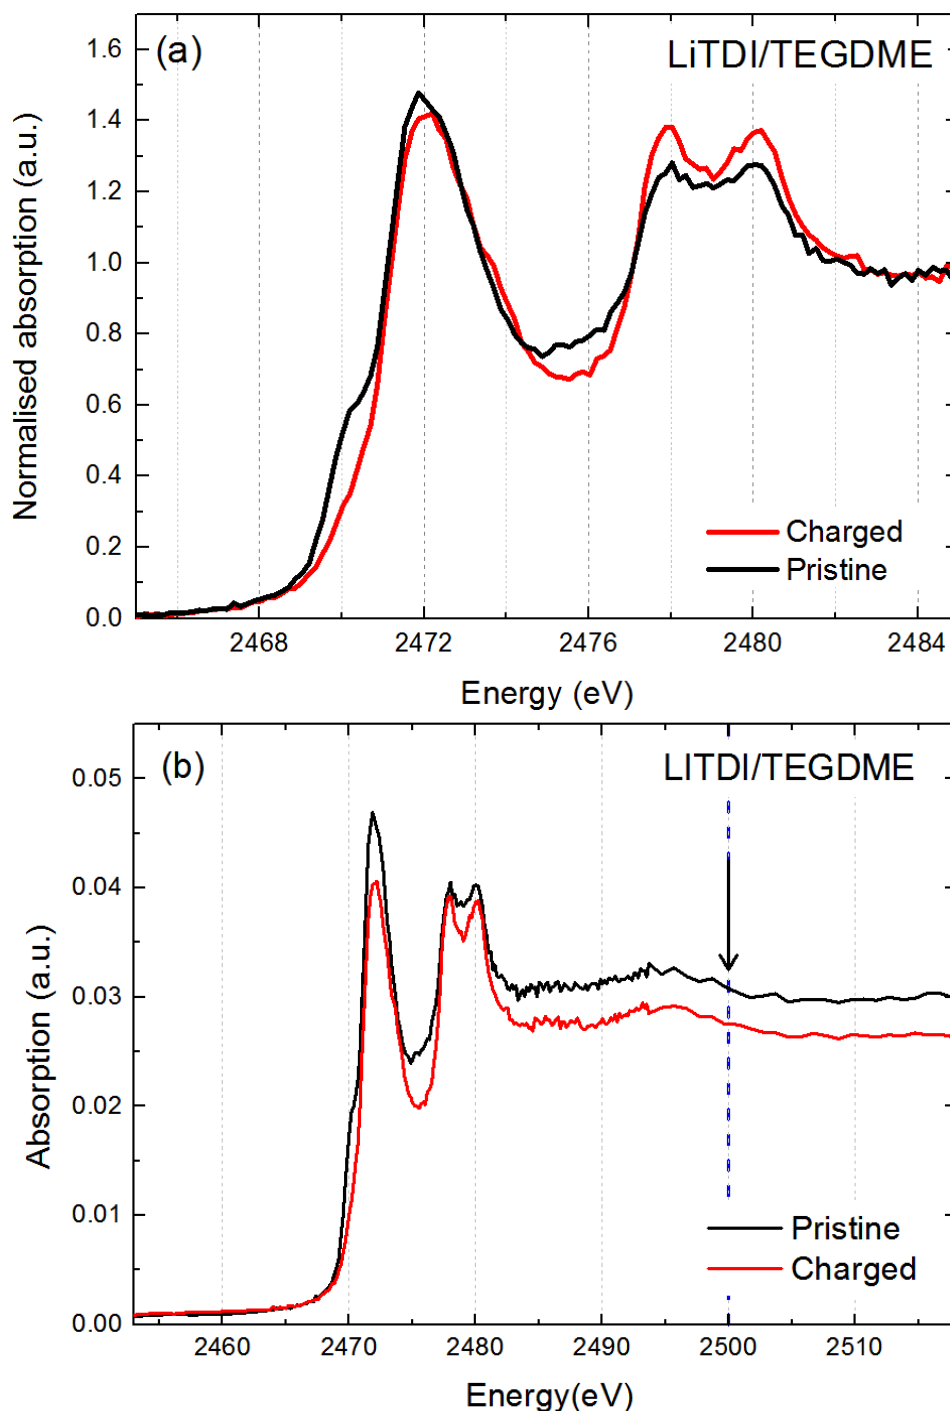 (a)
LiTDI/TEGDME
Normalised absorption (a.u.)
1.6
1.4
1.2
1.0
0.8
0.6
0.4
0.2
0.0
Charged
Pristine
2468 2472 2476 2480 2484
Energy (eV)
(b)
LITDI/TEGDME
Absorption (a.u.)
0.05
0.04
0.03
0.02
0.01
0.00
Pristine
Charged
2460 2470 2480 2490 2500 2510
Energy(eV)